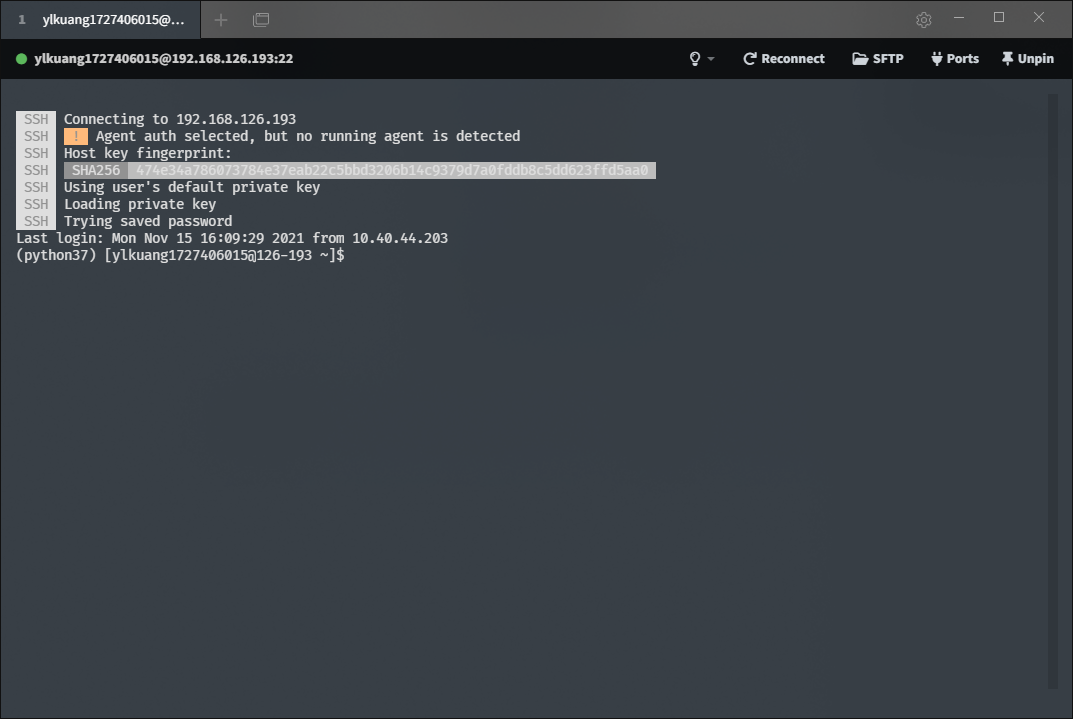 1 ylkuang1727406015@...
ylkuang1727406015@192.168.126.193:22
Reconnect SFTP Ports Unpin
SSH Connecting to 192.168.126.193
SSH ! Agent auth selected, but no running agent is detected
SSH Host key fingerprint:
SSH SHA256 474e34a786073784e37eab22c5bbd3206b14c9379d7a0fddb8c5dd623ffd5aa0
SSH Using user's default private key
SSH Loading private key
SSH Trying saved password
Last login: Mon Nov 15 16:09:29 2021 from 10.40.44.203
(python37) [ylkuang1727406015@126-193 ~]$